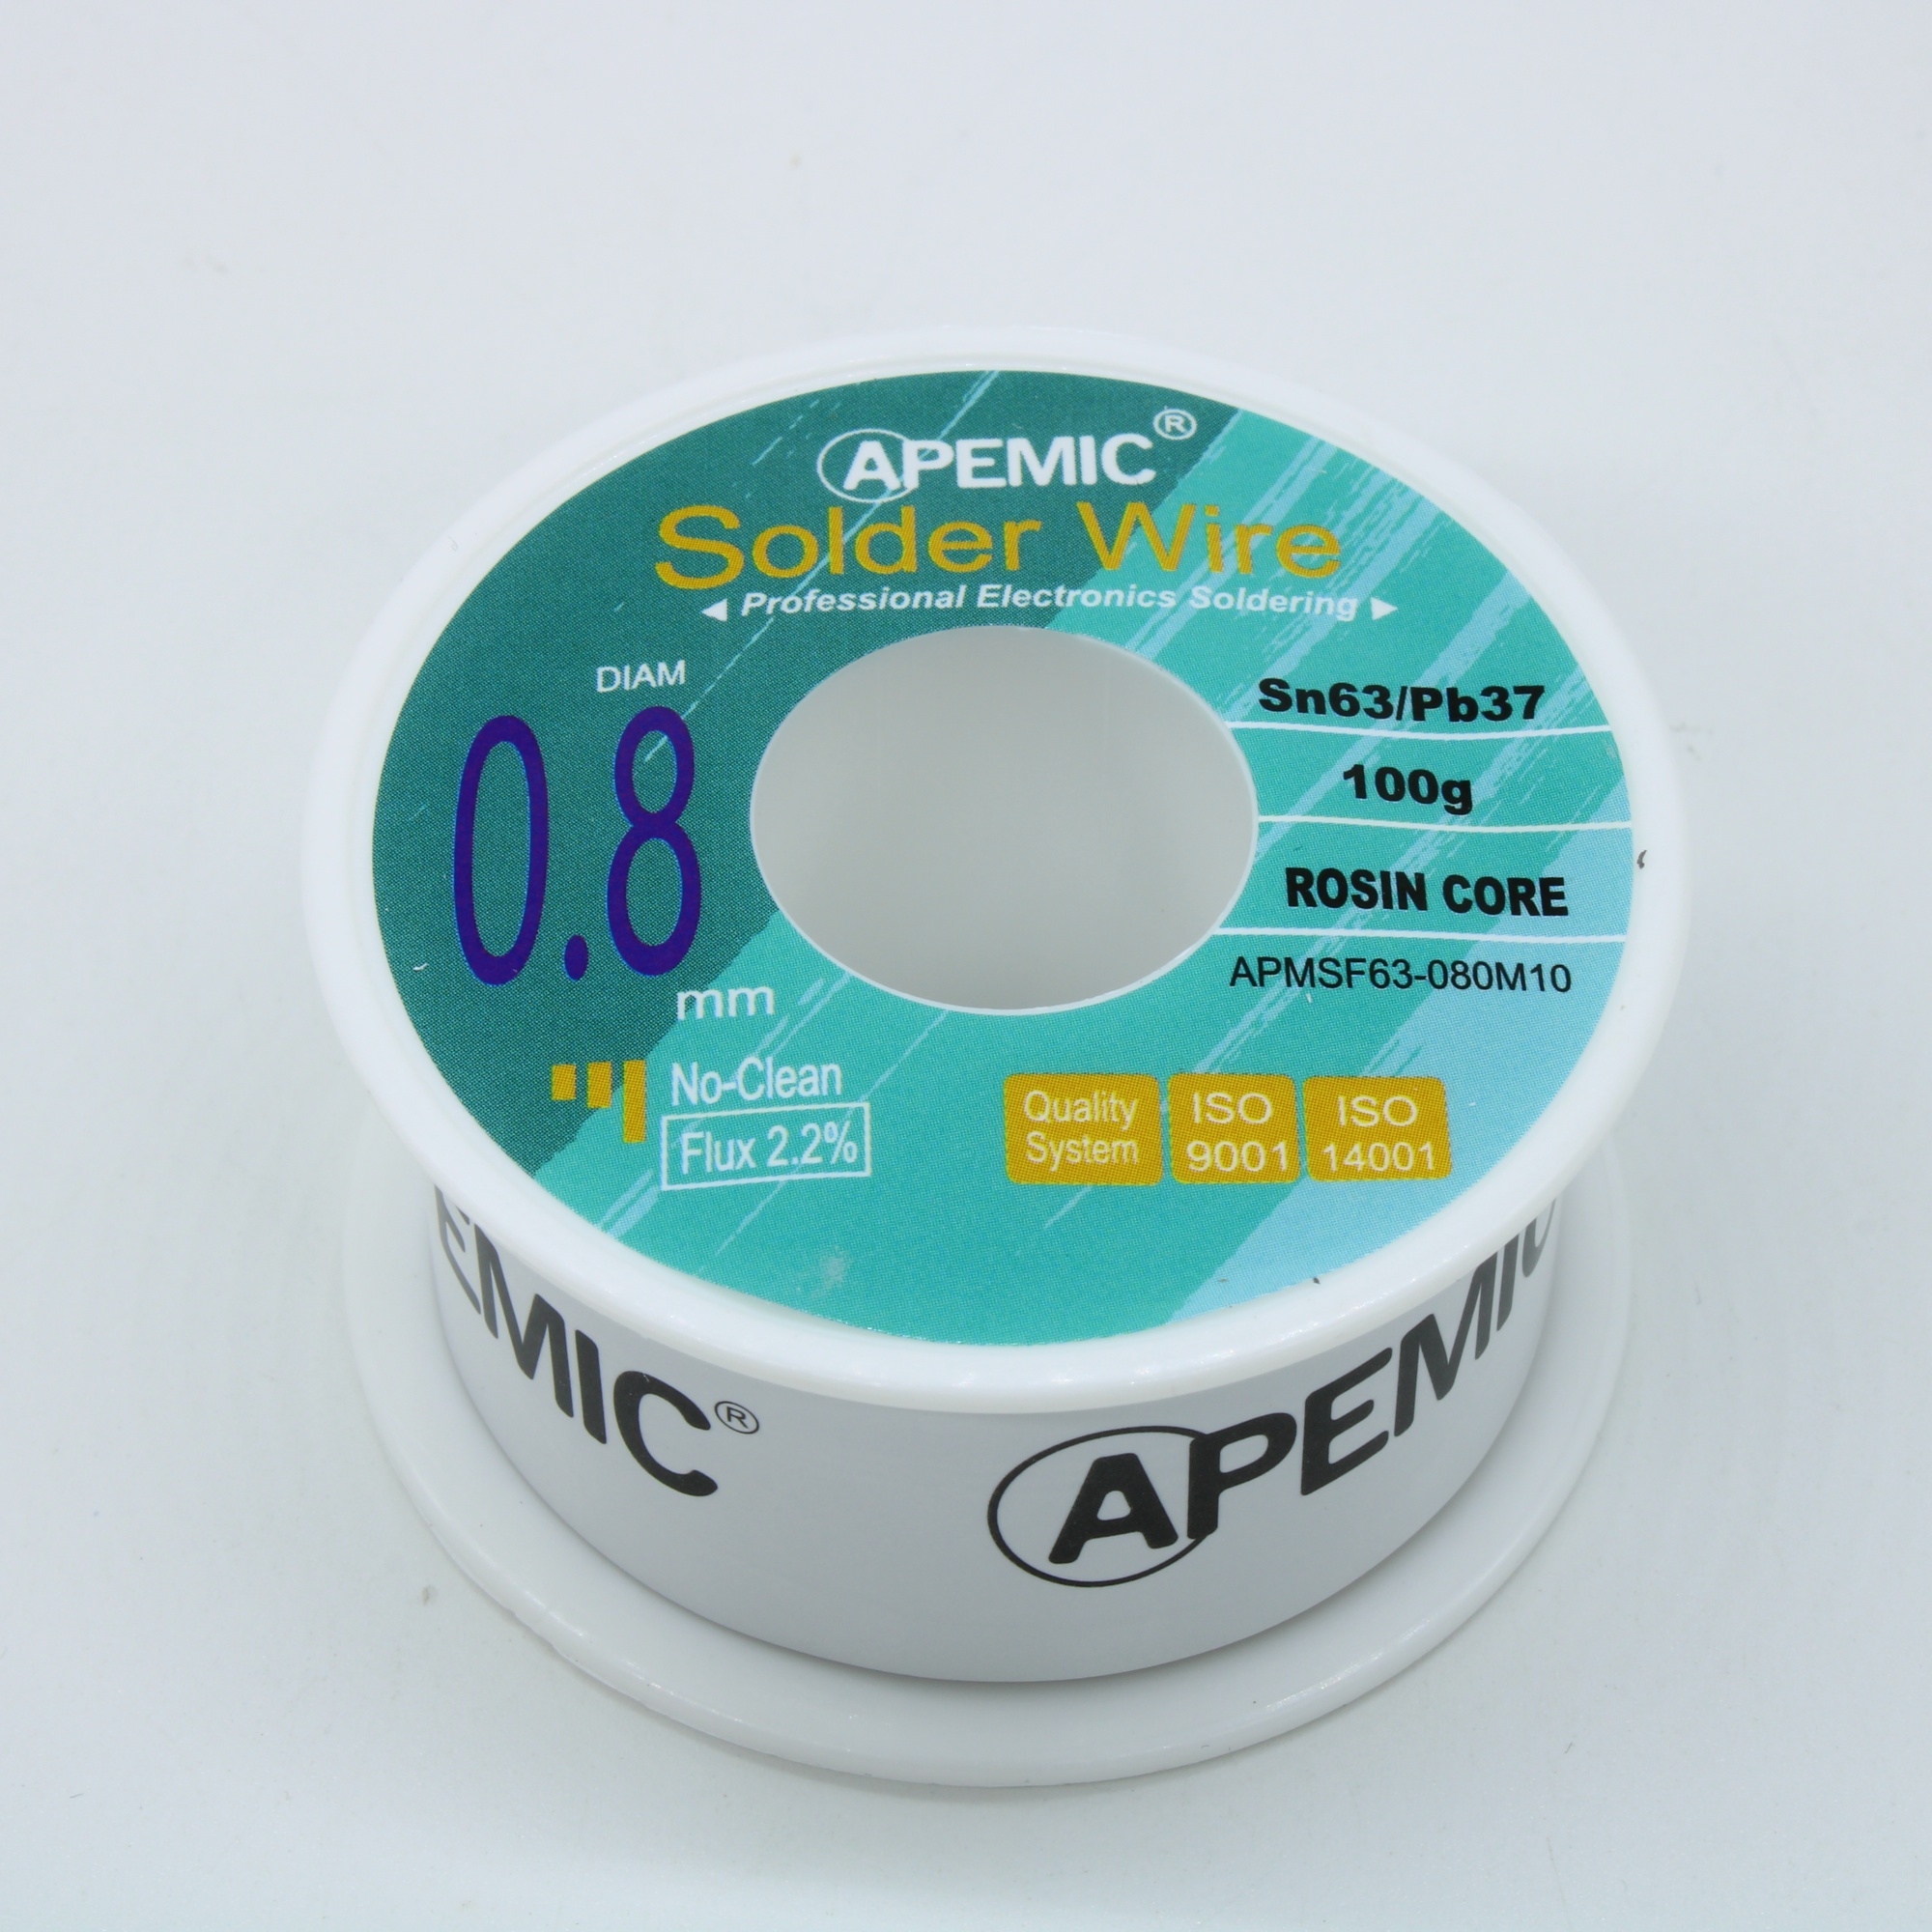 APEMIC®
Solder Wire
◀ Professional Electronics Soldering ▶
DIAM
0.8
mm
Sn63/Pb37
100g
ROSIN CORE
APMSF63-080M10
No-Clean
Flux 2.2%
Quality
System
ISO
9001
ISO
14001
EMIC®
APEMIC